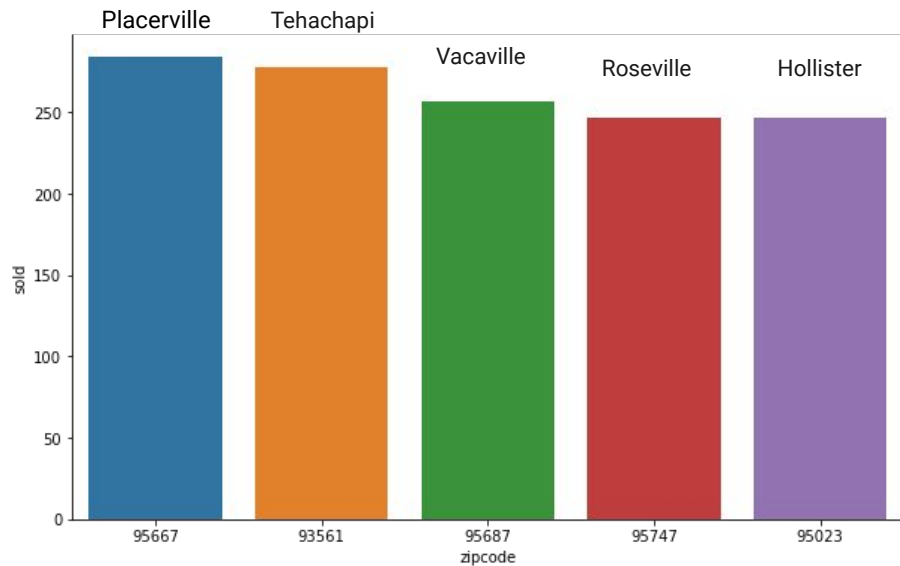 Placerville
Tehachapi
Vacaville
Roseville
Hollister
250
200
150
100
50
0
sold
95667
93561
95687
95747
95023
zipcode